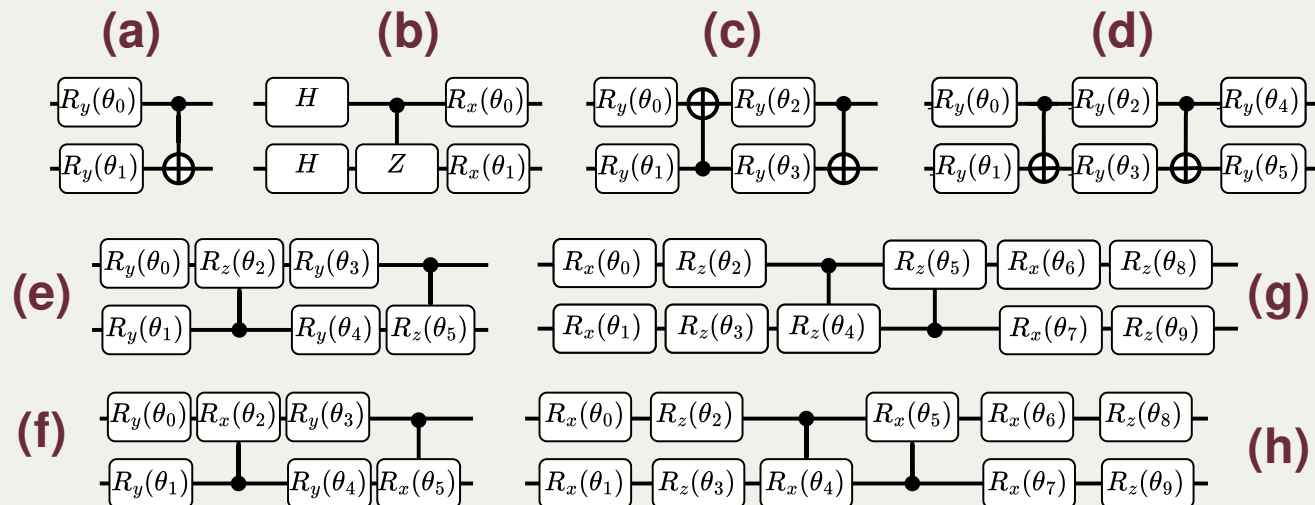 (a) (b) (c) (d)
R_y(θ_0) H R_x(θ_0) R_y(θ_0) R_y(θ_2) R_y(θ_0) R_y(θ_2) R_y(θ_4)
R_y(θ_1) H Z R_x(θ_1) R_y(θ_1) R_y(θ_3) R_y(θ_1) R_y(θ_3) R_y(θ_5)
(e)
R_y(θ_0) R_z(θ_2) R_y(θ_3)
R_y(θ_1) R_y(θ_4) R_z(θ_5)
R_x(θ_0) R_z(θ_2) R_z(θ_5) R_x(θ_6) R_z(θ_8)
R_x(θ_1) R_z(θ_3) R_z(θ_4) R_x(θ_7) R_z(θ_9)
(g)
(f)
R_y(θ_0) R_x(θ_2) R_y(θ_3)
R_y(θ_1) R_y(θ_4) R_x(θ_5)
R_x(θ_0) R_z(θ_2) R_x(θ_5) R_x(θ_6) R_z(θ_8)
R_x(θ_1) R_z(θ_3) R_x(θ_4) R_x(θ_7) R_z(θ_9)
(h)